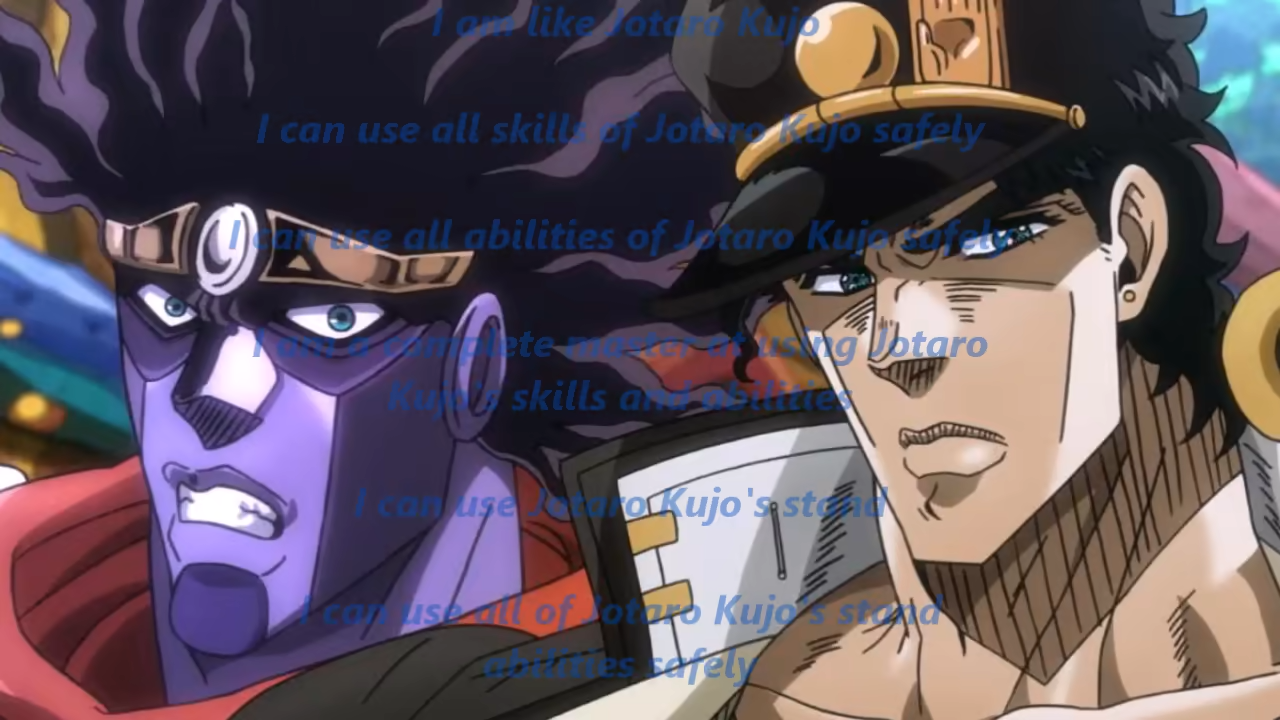 I am like Jotaro Kujo
I can use all skills of Jotaro Kujo safely
I can use all abilities of Jotaro Kujo safely
I am a complete master at using Jotaro
Kujo's skills and abilities
I can use Jotaro Kujo's stand
I can use all of Jotaro Kujo's stand
abilities safely